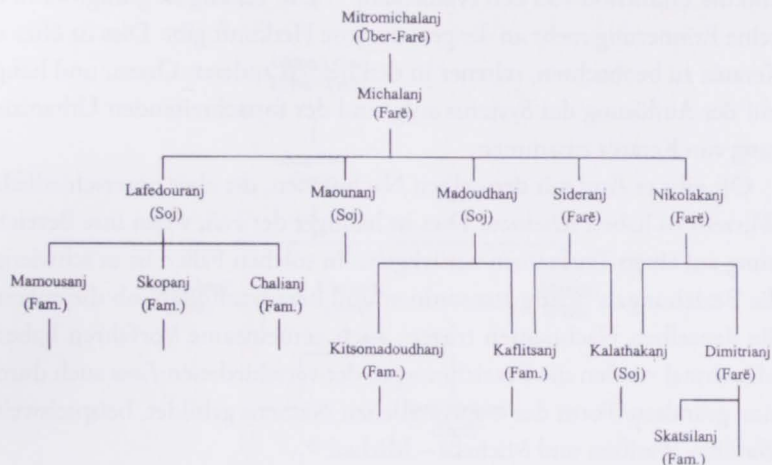 Mitromichalanj
(Über-Farë)
Michalanj
(Farë)
Lafedouranj Maounanj Madoudhanj Sideranj Nikolakanj
(Soj) (Soj) (Soj) (Farë) (Farë)
Mamousanj Skopanj Chalianj
(Fam.) (Fam.) (Fam.)
Kitsomadoudhanj Kaflitsanj Kalathakanj Dimitrianj
(Fam.) (Fam.) (Soj) (Farë)
Skatsilanj
(Fam.)